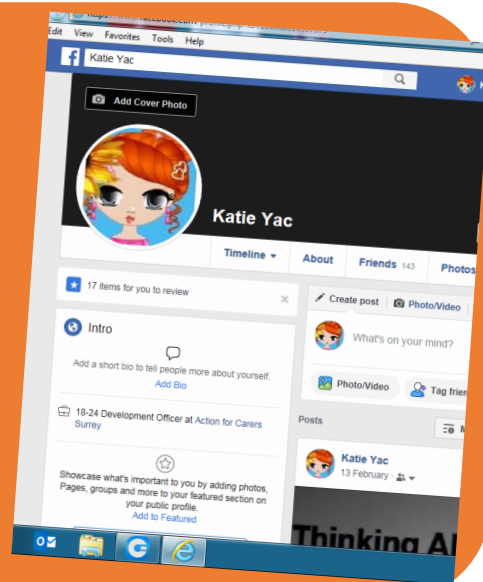 Edit View Favorites Tools Help
f Katie Yac
Add Cover Photo
Katie Yac
Timeline About Friends 143 Photos
17 items for you to review
Intro
Add a short bio to tell people more about yourself.
Add Bio
18-24 Development Officer at Action for Carers
Surrey
Showcase what's important to you by adding photos,
Pages, groups and more to your featured section on
your public profile.
Add to Featured
Create post Photo/Video
What's on your mind?
Photo/Video Tag
Posts
Katie Yac
13 February
Thinking